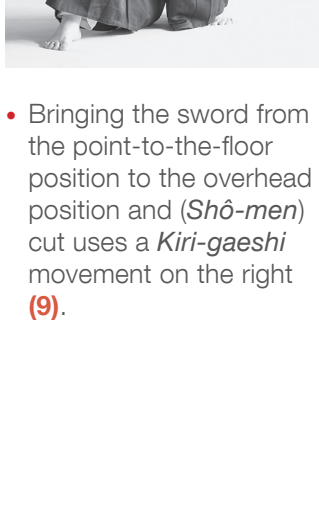 • Bringing the sword from
the point-to-the-floor
position to the overhead
position and (Shô-men)
cut uses a Kiri-gaeshi
movement on the right
(9).